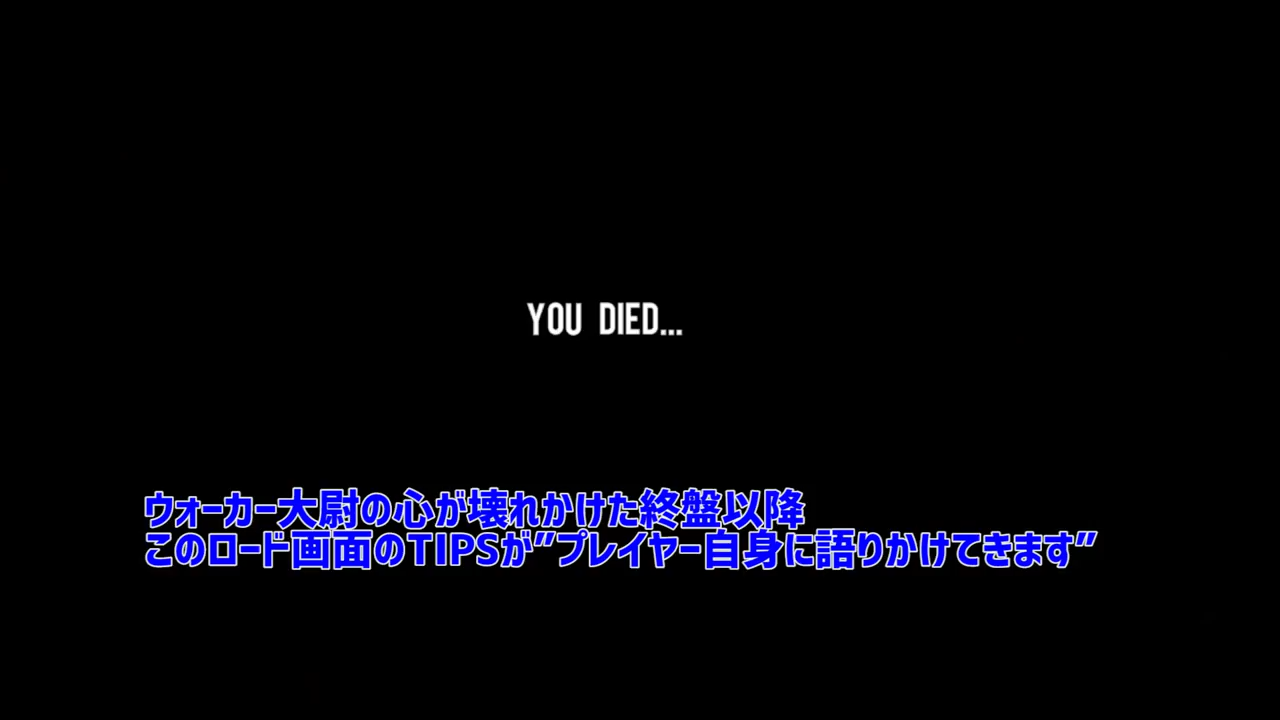 YOU DIED...
ウォーカー大尉の心が壊れかけた終盤以降
このロード画面のTIPSが"プレイヤー自身に語りかけてきます"